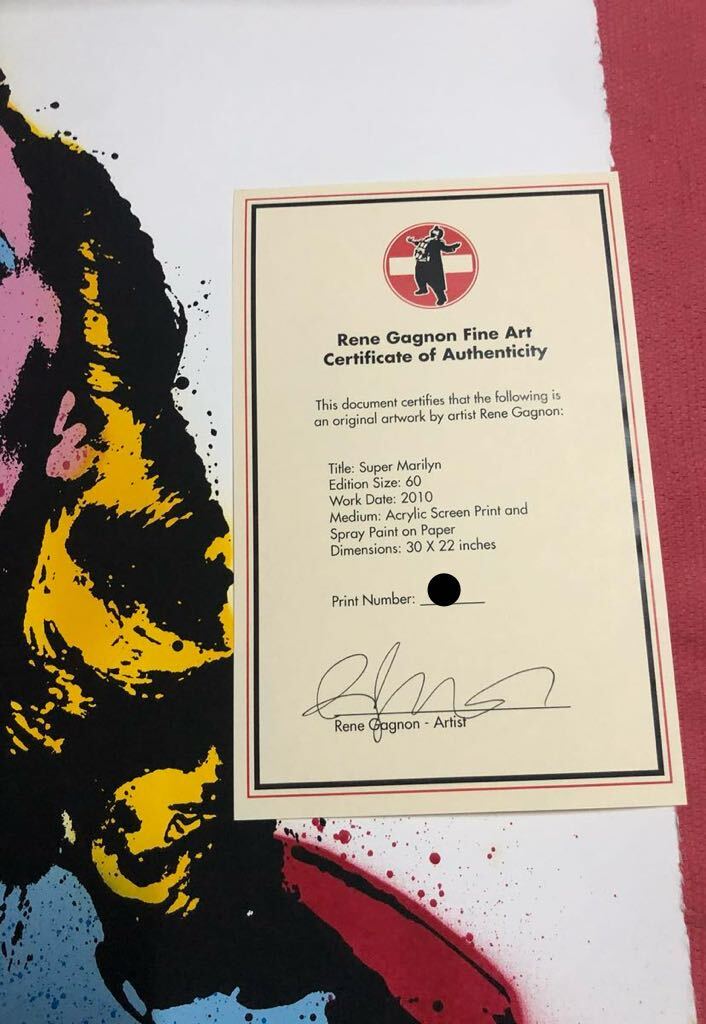 Rene Gagnon Fine Art
Certificate of Authenticity
This document certifies that the following is
an original artwork by artist Rene Gagnon:
Title: Super Marilyn
Edition Size: 60
Work Date: 2010
Medium: Acrylic Screen Print and
Spray Paint on Paper
Dimensions: 30 X 22 inches
Print Number:
Rene Gagnon - Artist